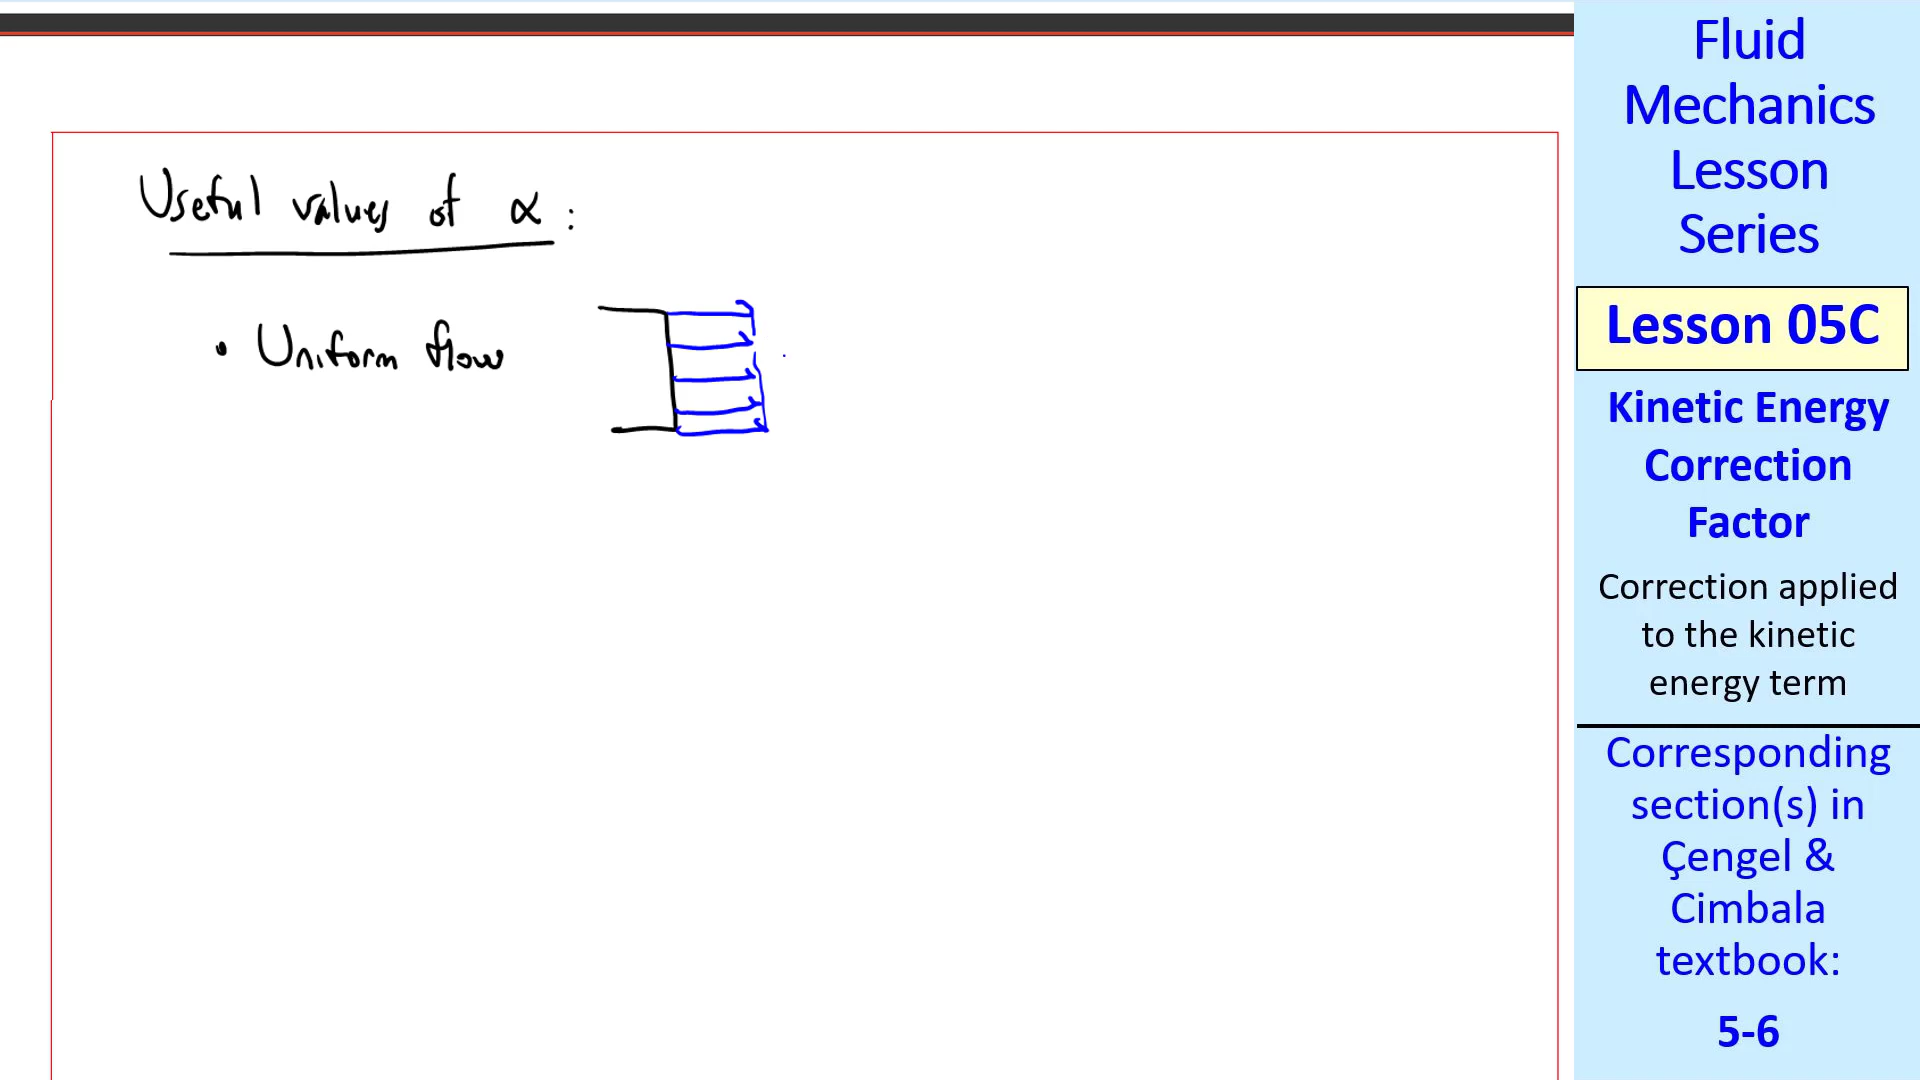 Useful values of α :
• Uniform flow
Fluid
Mechanics
Lesson
Series
Lesson 05C
Kinetic Energy
Correction
Factor
Correction applied
to the kinetic
energy term
Corresponding
section(s) in
Çengel &
Cimbala
textbook:
5-6